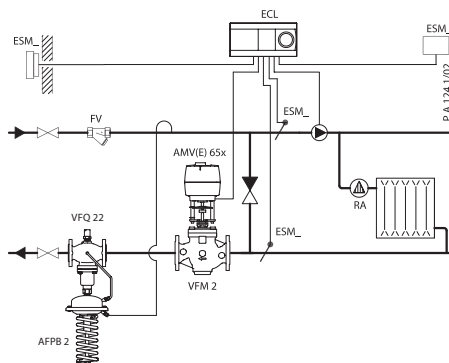 ECL
ESM_
ESM_
P.A.124.1/02
FV
ESM_
AMV(E) 65x
RA
VFQ 22
ESM_
VFM 2
AFPB 2